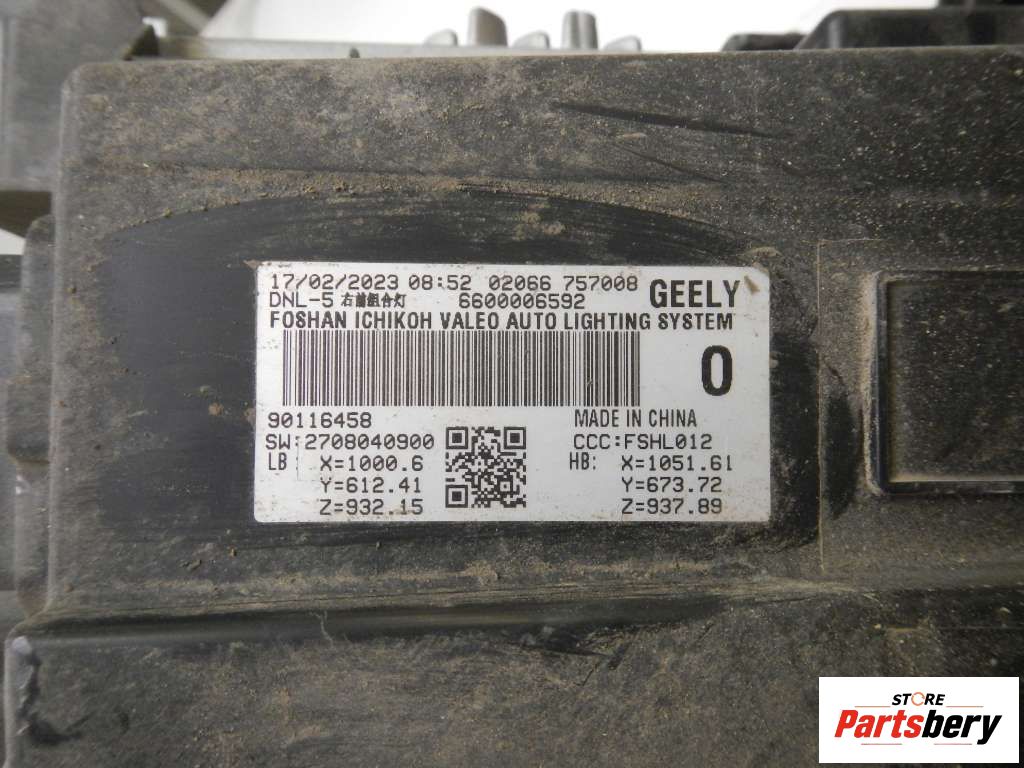 17/02/2023 08:52 02066 757008 GEELY
DNL-5 右前组合灯 6600006592
FOSHAN ICHIKOH VALEO AUTO LIGHTING SYSTEM
0
90116458 MADE IN CHINA
SW:2708040900 CCC:FSHL012
LB X=1000.6 HB: X=1051.61
Y=612.41 Y=673.72
Z=932.15 Z=937.89
STORE
Partsbery